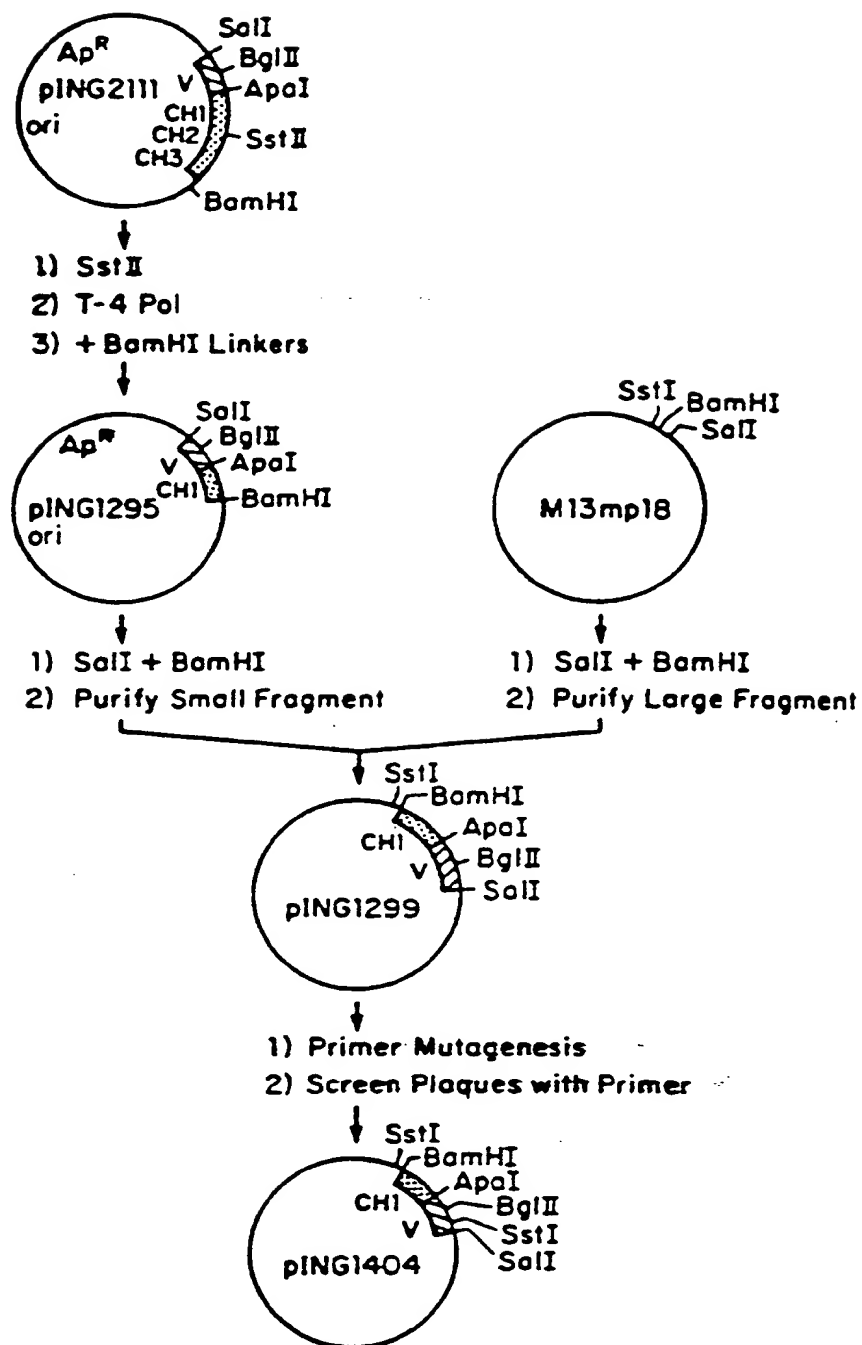 SalI
Ap^R
BglII
pING2111
V
ApaI
ori
CH1
CH2
SstII
CH3
BamHI
1) SstII
2) T-4 Pol
3) + BamHI Linkers
SalI
Ap^R
BglII
V
ApaI
CH1
BamHI
pING1295
ori
SstI
BamHI
SalI
M13mp18
1) SalI + BamHI
2) Purify Small Fragment
1) SalI + BamHI
2) Purify Large Fragment
SstI
BamHI
CH1
ApaI
V
BglII
SalI
pING1299
1) Primer Mutagenesis
2) Screen Plaques with Primer
SstI
BamHI
ApaI
CH1
BglII
V
SstI
SalI
pING1404